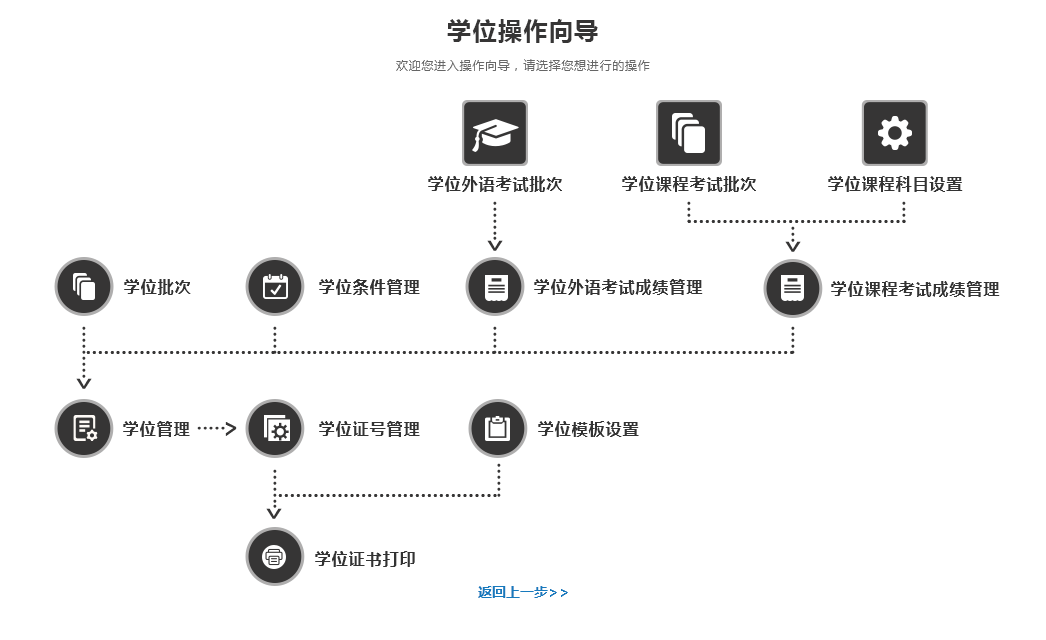 学位操作向导
欢迎您进入操作向导，请选择您想进行的操作
学位外语考试批次
学位课程考试批次
学位课程科目设置
学位批次
学位条件管理
学位外语考试成绩管理
学位课程考试成绩管理
学位管理
学位证号管理
学位模板设置
学位证书打印
返回上一步>>